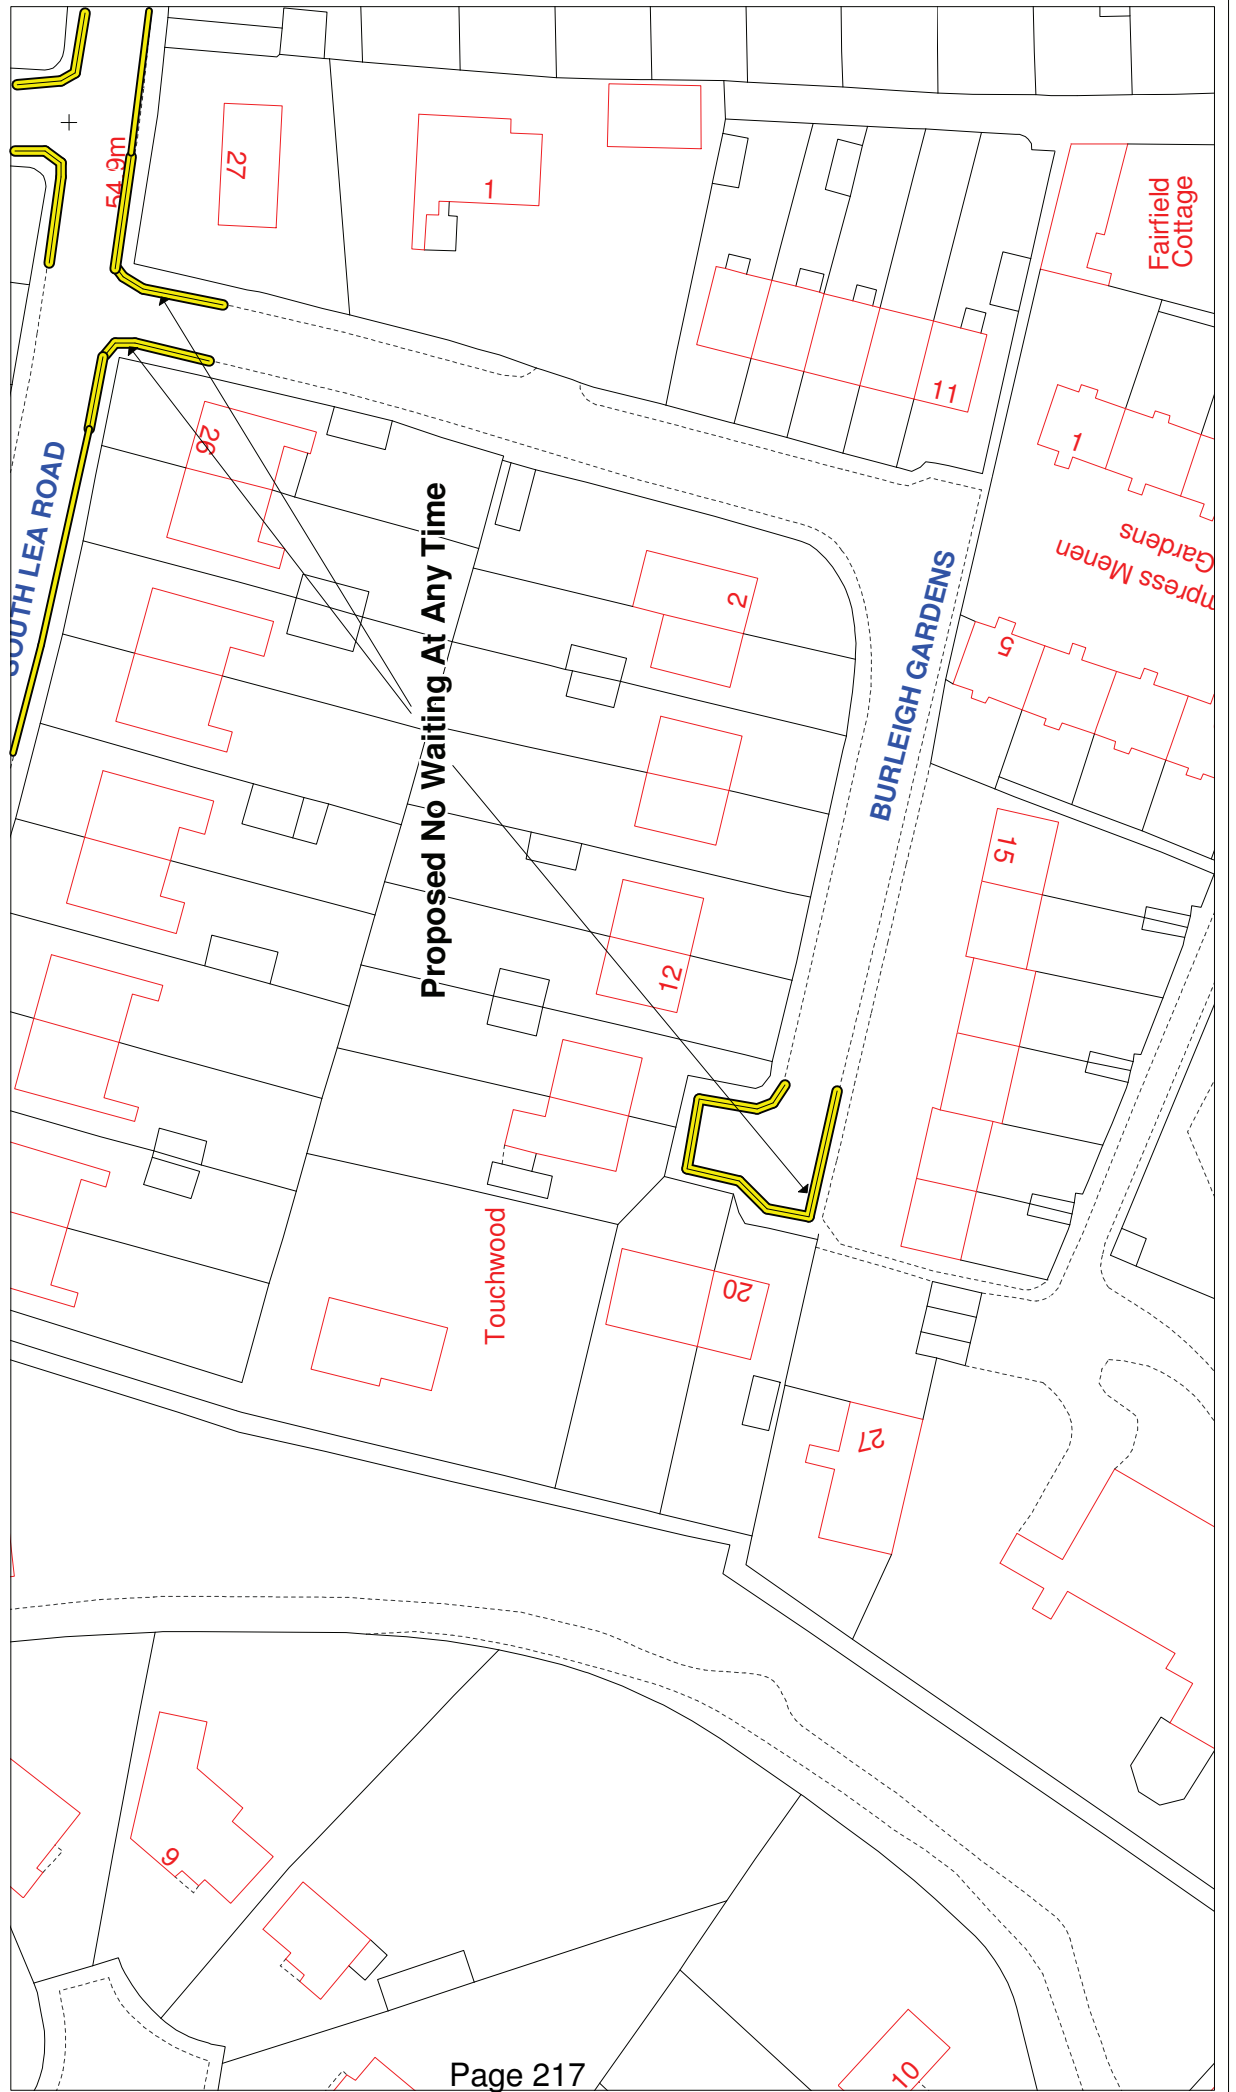 54.9m
27
1
Fairfield
Cottage
11
1
26
SOUTH LEA ROAD
Proposed No Waiting At Any Time
2
BURLEIGH GARDENS
mpress Menen
Gardens
5
15
12
Touchwood
20
27
9
10
Page 217